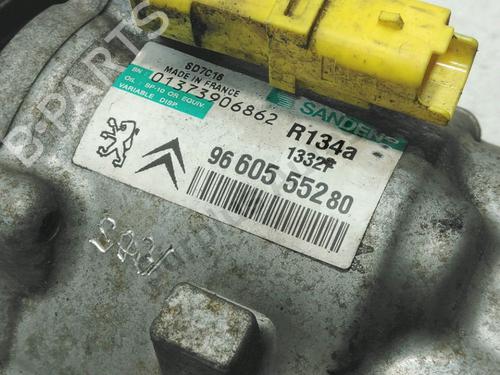 SD7C16
MADE IN FRANCE
BN 01373906862
OIL SP-10 OR EQUIV.
VARIABLE DISP.
SANDEN
R134a
1332F
96 605 552 80
B-PARTS